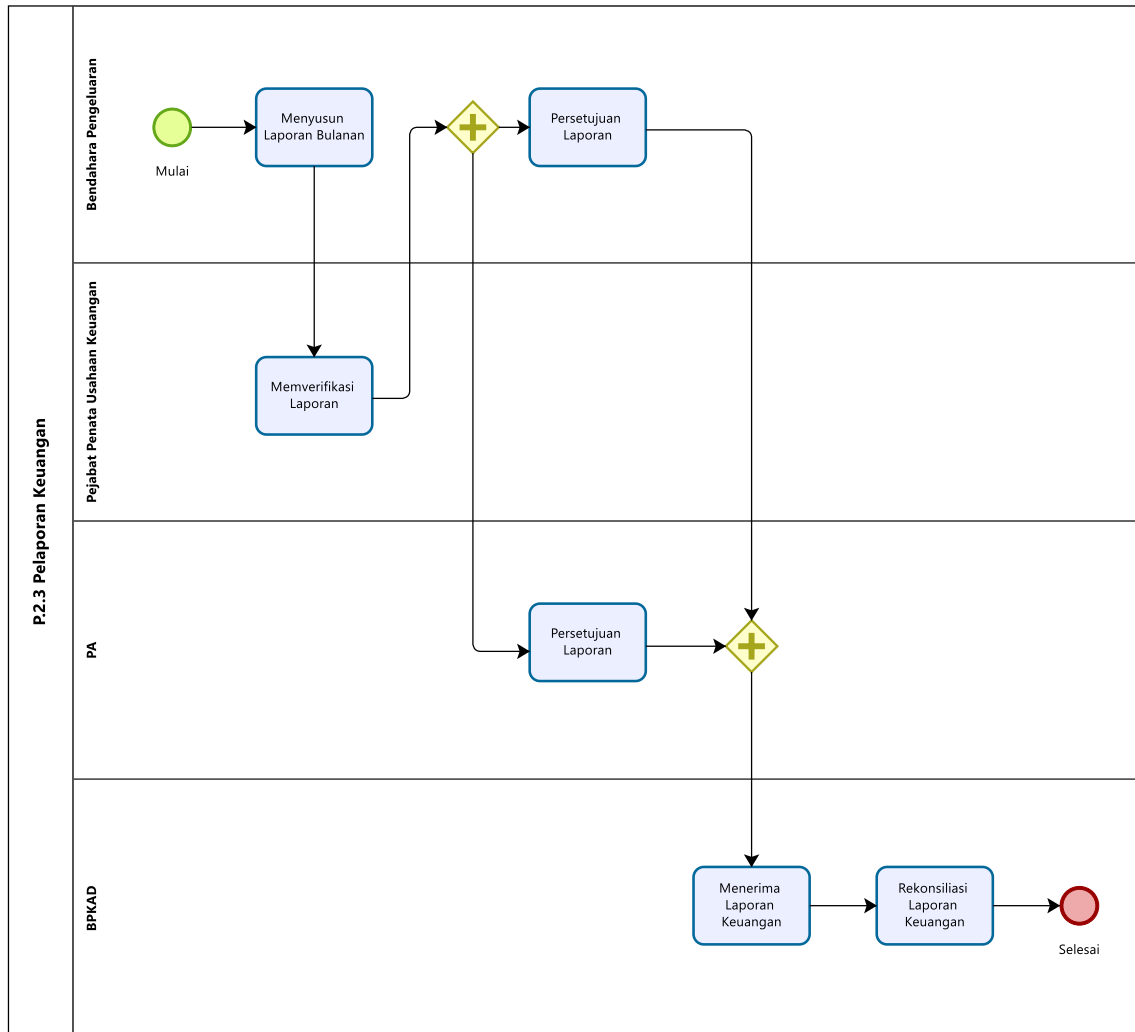 P.2.3 Pelaporan Keuangan
Bendahara Pengeluaran
Mulai
Menyusun
Laporan Bulanan
Persetujuan
Laporan
Pejabat Penata Usahaan Keuangan
Memverifikasi
Laporan
PA
Persetujuan
Laporan
BPKAD
Menerima
Laporan
Keuangan
Rekonsiliasi
Laporan
Keuangan
Selesai